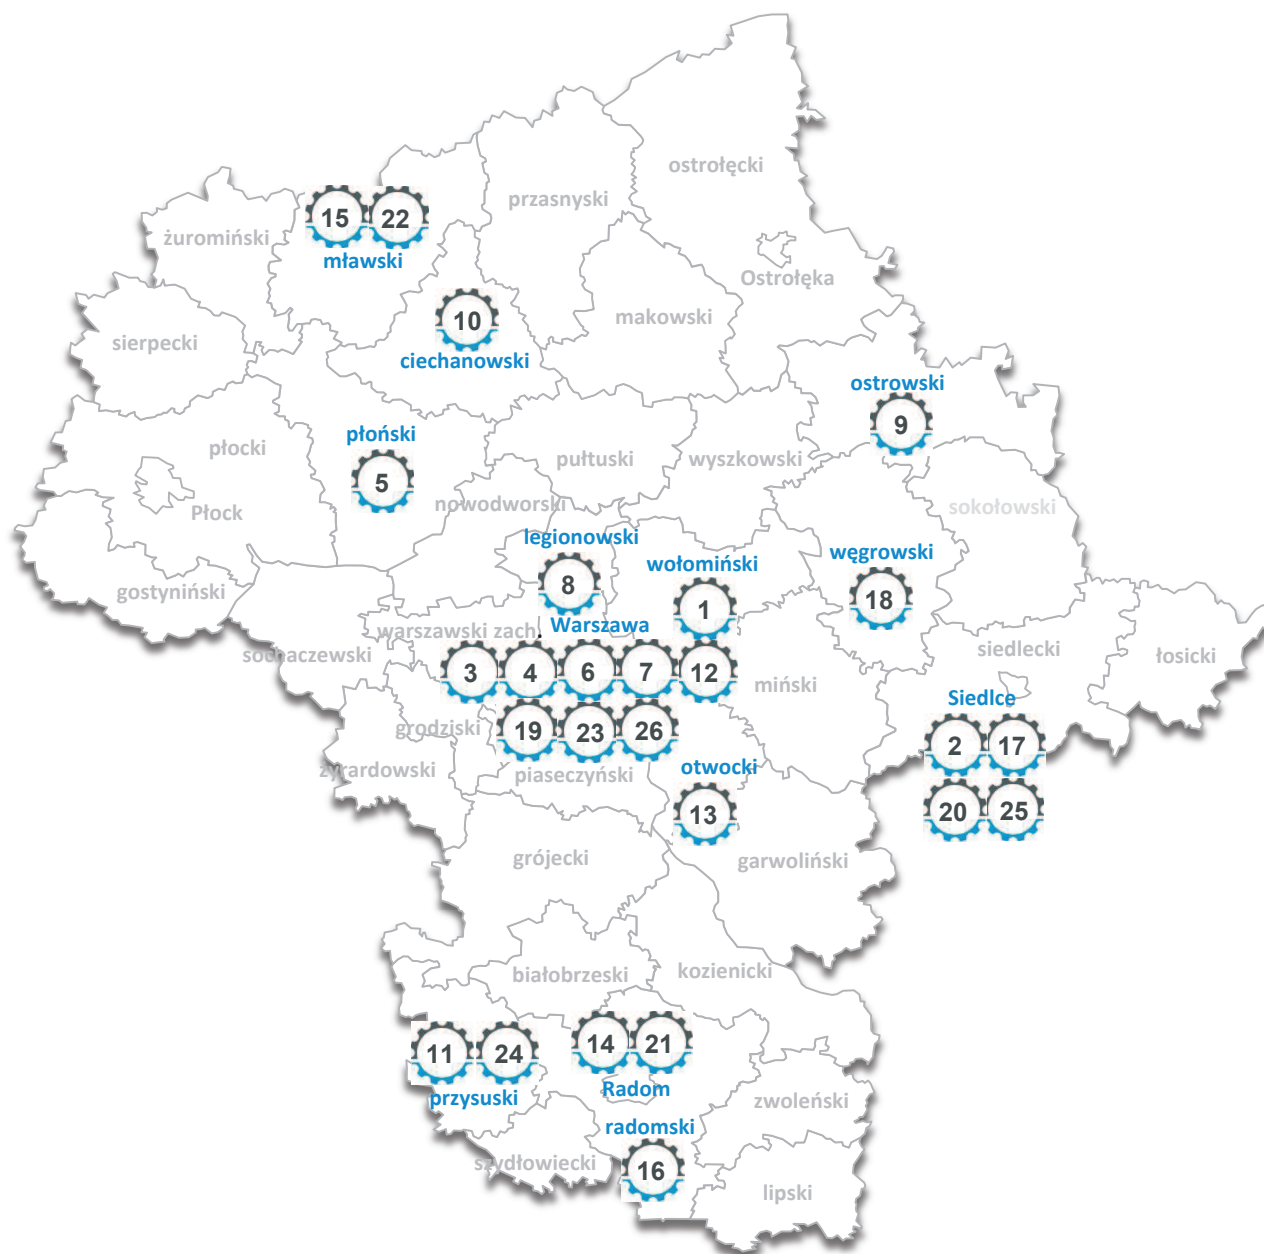 ostrołęcki
przasnyski
15 22
żuromiński
mławski
Ostrołęka
10
makowski
sierpecki
ciechanowski
ostrowski
9
płoński
płocki
pułtuski
wyszkowski
5
nowodworski
sokołowski
Płock
legionowski
wołomiński
węgrowski
8
gostyniński
18
1
warszawski zach.
Warszawa
sochaczewski
siedlecki
łosicki
3 4 6 7 12
miński
Siedlce
grodziski
19 23 26
2 17
żyrardowski
piaseczyński
otwocki
13
20 25
grójecki
garwoliński
białobrzeski
kozienicki
11 24
14 21
przysuski
Radom
zwoleński
radomski
szydłowiecki
16
lipski